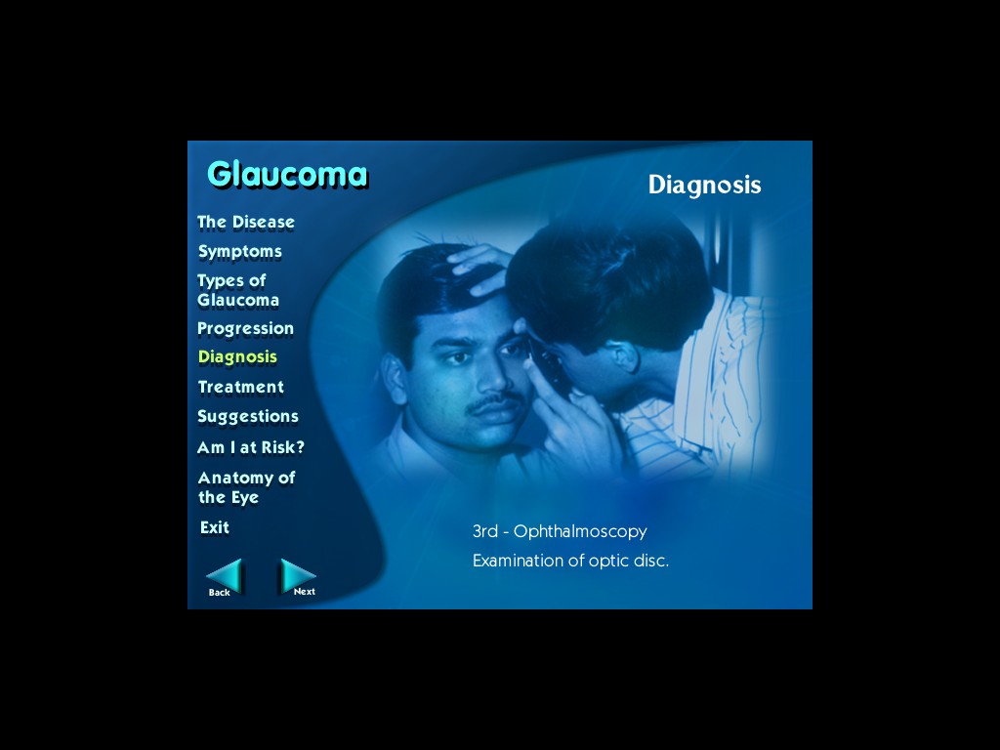 Glaucoma
Diagnosis
The Disease
Symptoms
Types of
Glaucoma
Progression
Diagnosis
Treatment
Suggestions
Am I at Risk?
Anatomy of
the Eye
Exit
Back
Next
3rd - Ophthalmoscopy
Examination of optic disc.